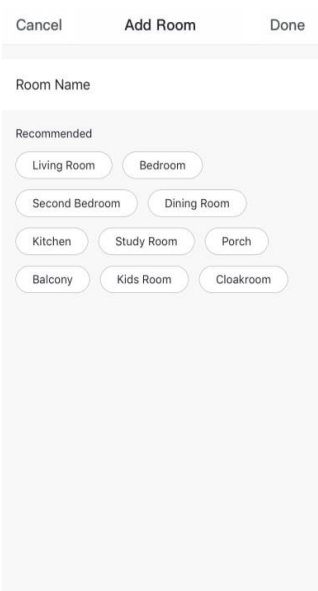 Cancel Add Room Done
Room Name
Recommended
Living Room Bedroom
Second Bedroom Dining Room
Kitchen Study Room Porch
Balcony Kids Room Cloakroom